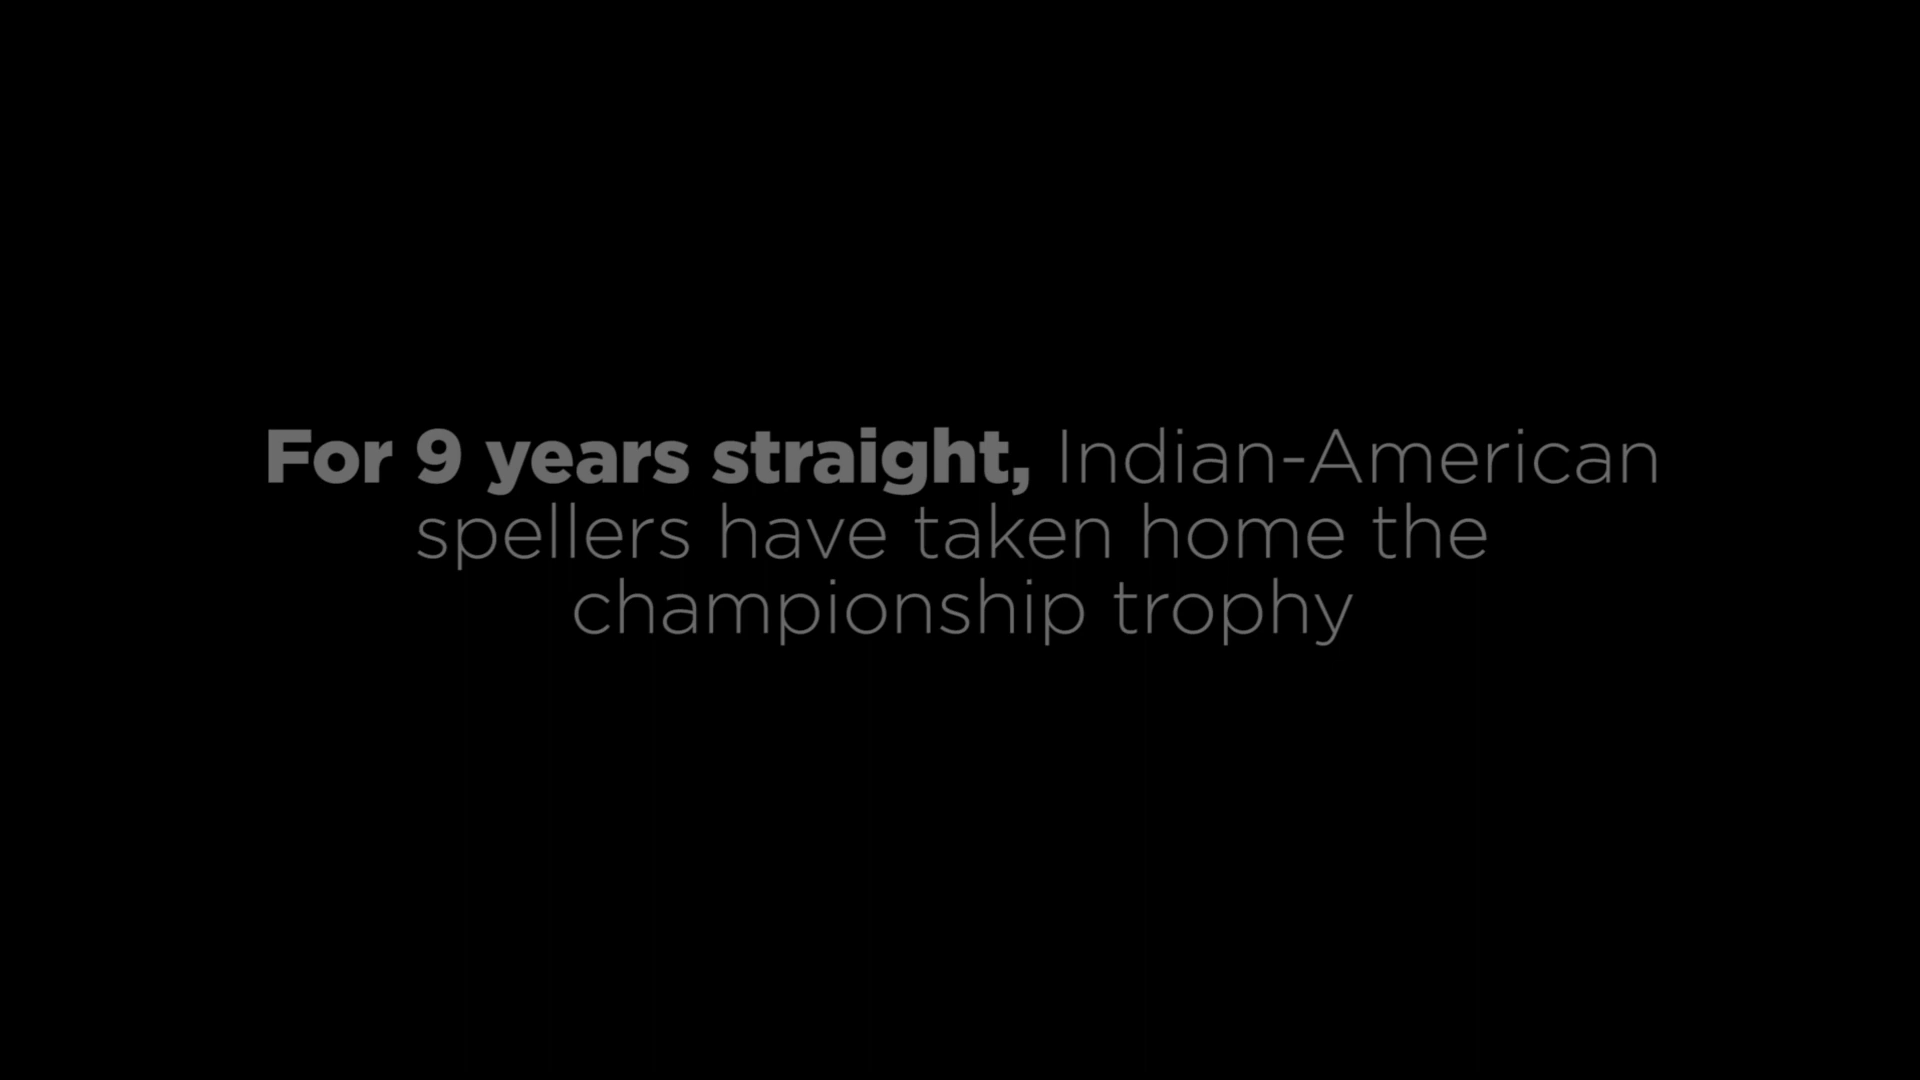 For 9 years straight, Indian-American
spellers have taken home the
championship trophy